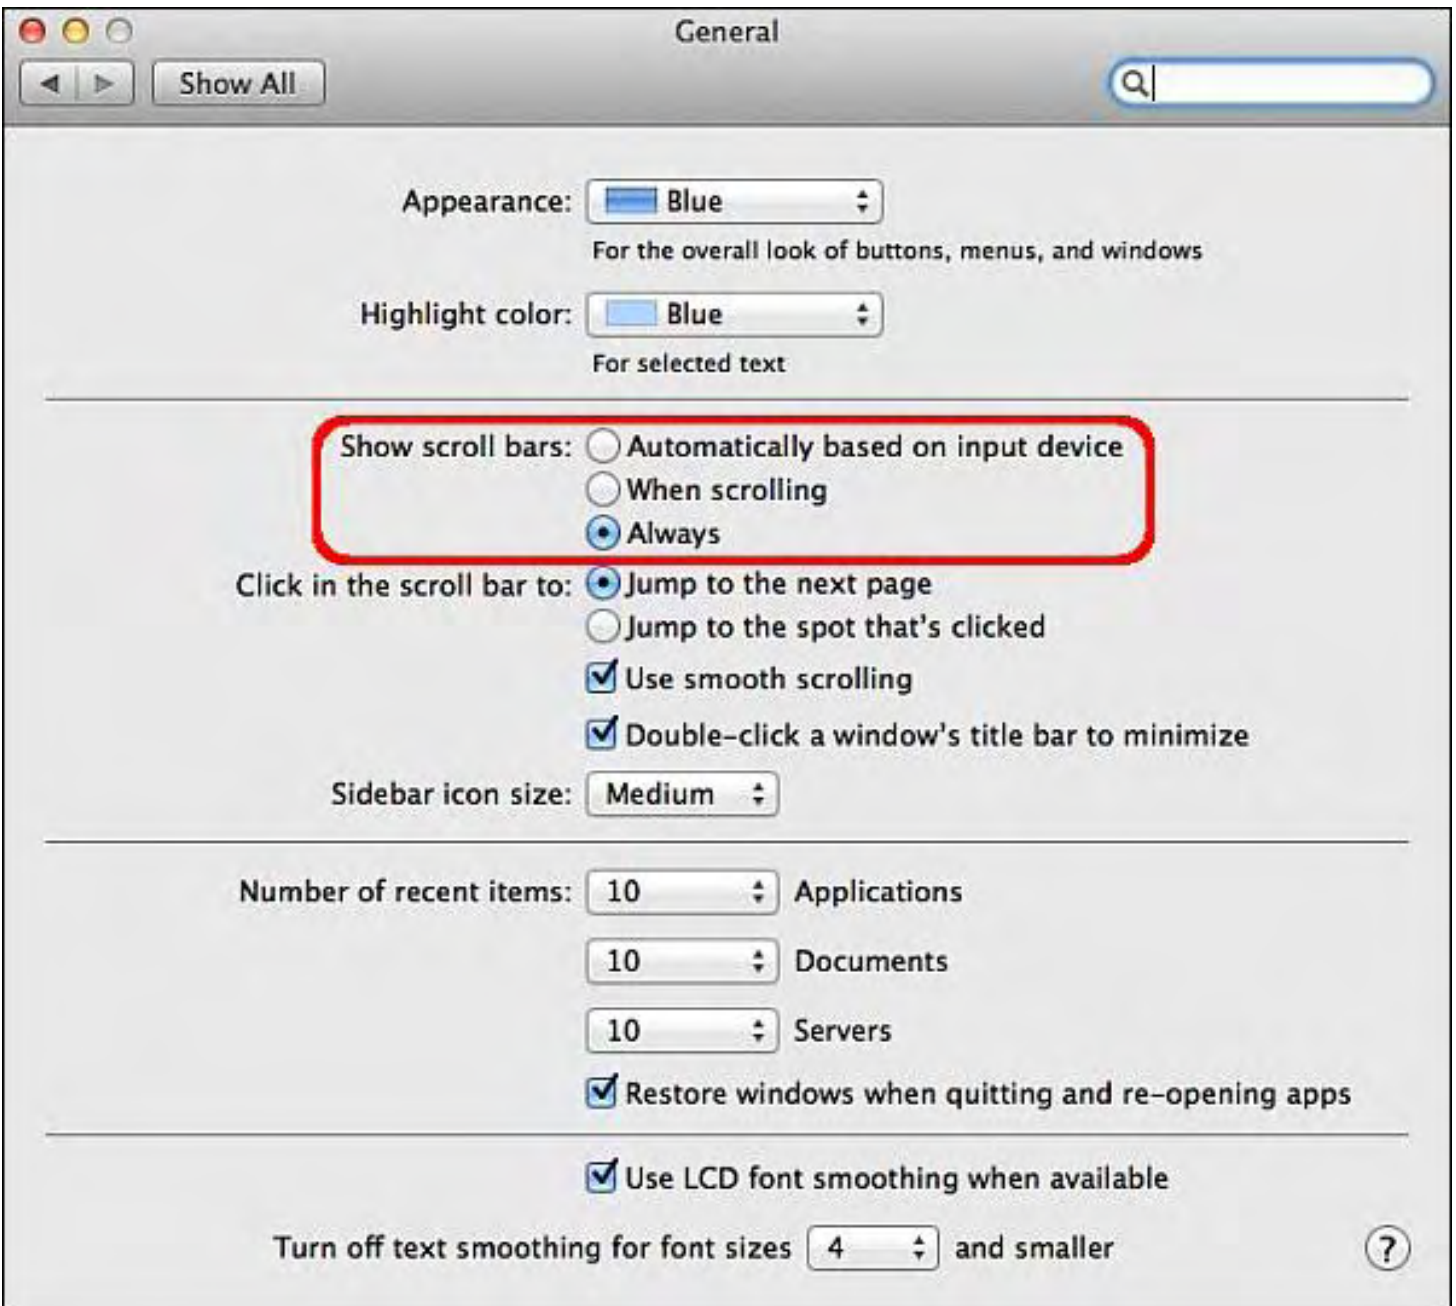 General
Show All
Appearance: Blue
For the overall look of buttons, menus, and windows
Highlight color: Blue
For selected text
Show scroll bars: Automatically based on input device
When scrolling
Always
Click in the scroll bar to: Jump to the next page
Jump to the spot that's clicked
Use smooth scrolling
Double-click a window's title bar to minimize
Sidebar icon size: Medium
Number of recent items: 10 Applications
10 Documents
10 Servers
Restore windows when quitting and re-opening apps
Use LCD font smoothing when available
Turn off text smoothing for font sizes 4 and smaller ?